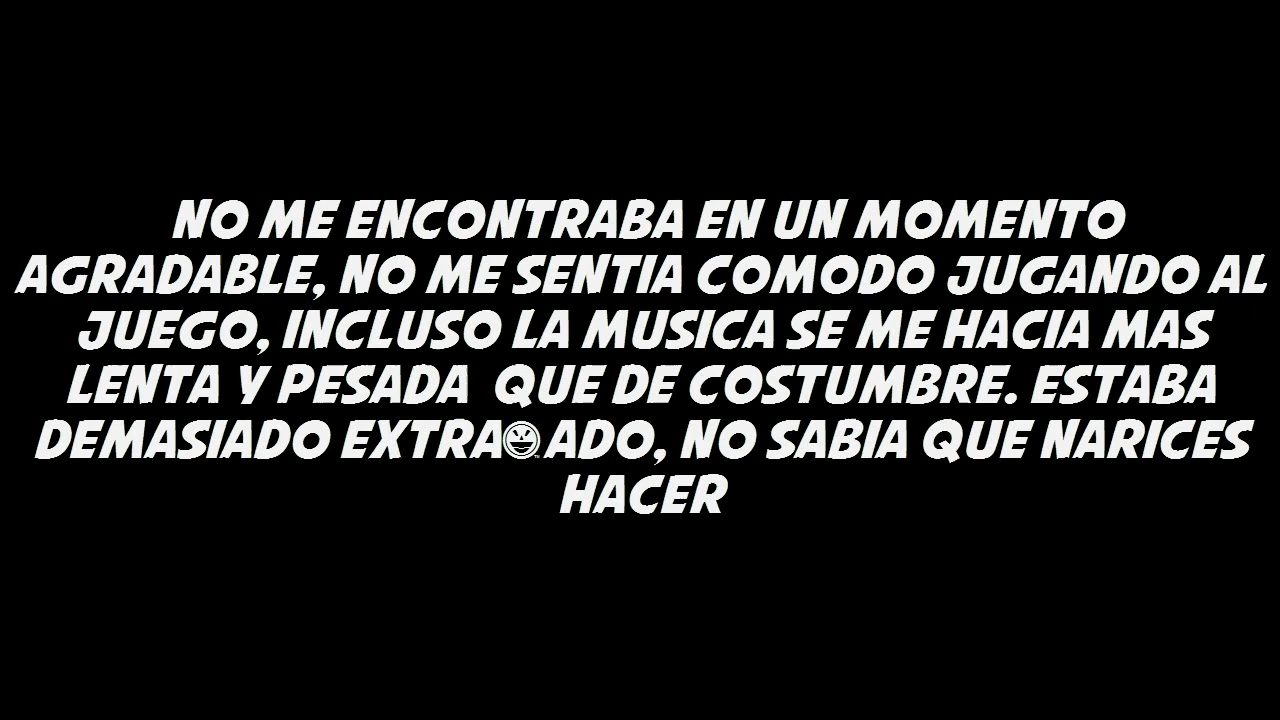 NO ME ENCONTRABA EN UN MOMENTO
AGRADABLE, NO ME SENTIA COMODO JUGANDO AL
JUEGO, INCLUSO LA MUSICA SE ME HACIA MAS
LENTA Y PESADA  QUE DE COSTUMBRE. ESTABA
DEMASIADO EXTRA☻ADO, NO SABIA QUE NARICES
HACER